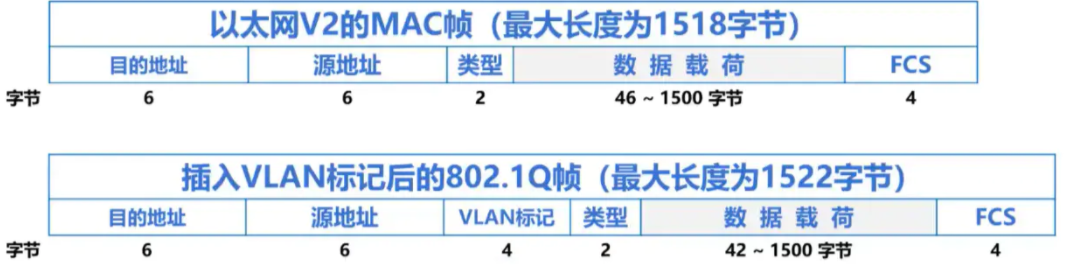 以太网V2的MAC帧（最大长度为1518字节）
目的地址 源地址 类型 数据载荷 FCS
字节 6 6 2 46 ~ 1500 字节 4
插入VLAN标记后的802.1Q帧（最大长度为1522字节）
目的地址 源地址 VLAN标记 类型 数据载荷 FCS
字节 6 6 4 2 42 ~ 1500 字节 4